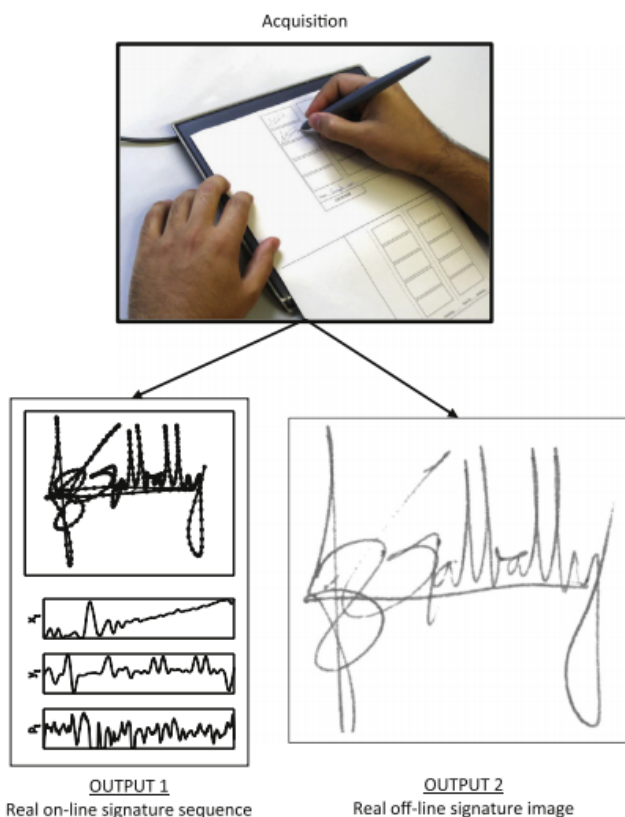 Acquisition
OUTPUT 1
Real on-line signature sequence
OUTPUT 2
Real off-line signature image